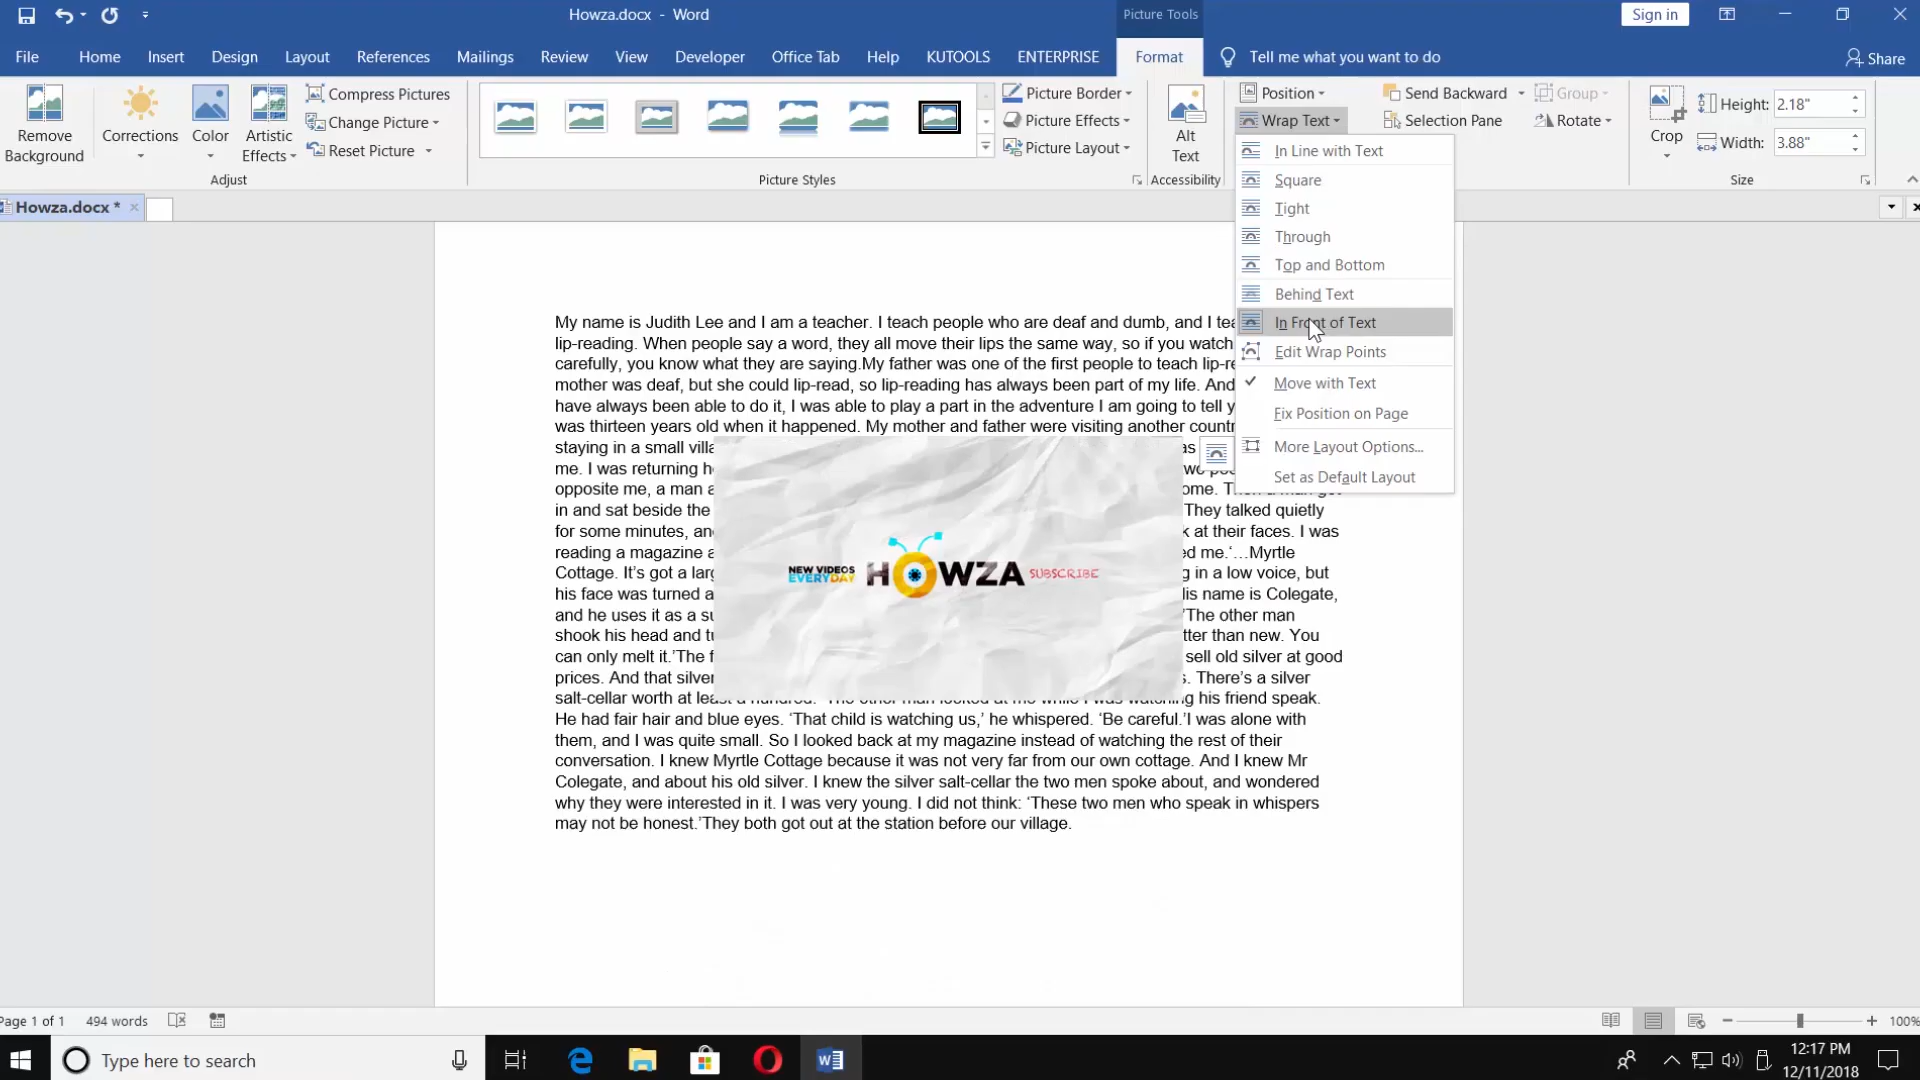 Howza.docx - Word
Picture Tools
Sign in
File Home Insert Design Layout References Mailings Review View Developer Office Tab Help KUTOOLS ENTERPRISE Format Tell me what you want to do Share
Remove Background
Corrections
Color
Artistic Effects
Compress Pictures
Change Picture
Reset Picture
Adjust
Picture Styles
Picture Border
Picture Effects
Picture Layout
Alt Text
Accessibility
Position
Wrap Text
Send Backward
Selection Pane
Group
Rotate
Crop
Height: 2.18"
Width: 3.88"
Size
In Line with Text
Square
Tight
Through
Top and Bottom
Behind Text
In Front of Text
Edit Wrap Points
Move with Text
Fix Position on Page
More Layout Options...
Set as Default Layout
Howza.docx *
My name is Judith Lee and I am a teacher. I teach people who are deaf and dumb, and I tea
lip-reading. When people say a word, they all move their lips the same way, so if you watch
carefully, you know what they are saying.My father was one of the first people to teach lip-re
mother was deaf, but she could lip-read, so lip-reading has always been part of my life. And
have always been able to do it, I was able to play a part in the adventure I am going to tell y
was thirteen years old when it happened. My mother and father were visiting another countr
staying in a small villa as
me. I was returning h
opposite me, a man a ome. Then a man got
in and sat beside the They talked quietly
for some minutes, an k at their faces. I was
reading a magazine a ed me.‘…Myrtle
Cottage. It’s got a larg g in a low voice, but
his face was turned a His name is Colegate,
and he uses it as a su ’The other man
shook his head and tu tter than new. You
can only melt it.’The f sell old silver at good
prices. And that silver s. There’s a silver
salt-cellar worth at least a hundred.’ The other man looked at me while I was watching his friend speak.
He had fair hair and blue eyes. ‘That child is watching us,’ he whispered. ‘Be careful.’I was alone with
them, and I was quite small. So I looked back at my magazine instead of watching the rest of their
conversation. I knew Myrtle Cottage because it was not very far from our own cottage. And I knew Mr
Colegate, and about his old silver. I knew the silver salt-cellar the two men spoke about, and wondered
why they were interested in it. I was very young. I did not think: ‘These two men who speak in whispers
may not be honest.’They both got out at the station before our village.
NEW VIDEOS
EVERYDAY
HOWZA
SUBSCRIBE
Page 1 of 1 494 words
100%
Type here to search
12:17 PM
12/11/2018